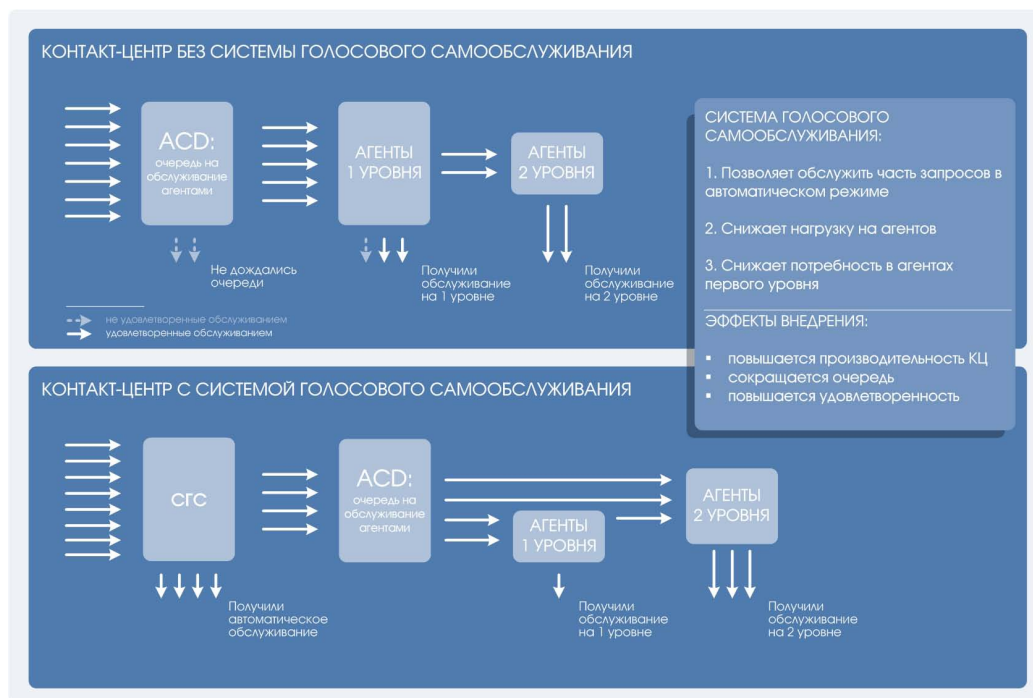 КОНТАКТ-ЦЕНТР БЕЗ СИСТЕМЫ ГОЛОСОВОГО САМООБСЛУЖИВАНИЯ
ACD:
очередь на
обслуживание
агентами
АГЕНТЫ
1 УРОВНЯ
АГЕНТЫ
2 УРОВНЯ
Не дождались
очереди
Получили
обслуживание
на 1 уровне
Получили
обслуживание
на 2 уровне
не удовлетворенные обслуживанием
удовлетворенные обслуживанием
СИСТЕМА ГОЛОСОВОГО
САМООБСЛУЖИВАНИЯ:
1. Позволяет обслужить часть запросов в
автоматическом режиме
2. Снижает нагрузку на агентов
3. Снижает потребность в агентах
первого уровня
ЭФФЕКТЫ ВНЕДРЕНИЯ:
▪ повышается производительность КЦ
▪ сокращается очередь
▪ повышается удовлетворенность
КОНТАКТ-ЦЕНТР С СИСТЕМОЙ ГОЛОСОВОГО САМООБСЛУЖИВАНИЯ
сгс
ACD:
очередь на
обслуживание
агентами
АГЕНТЫ
1 УРОВНЯ
АГЕНТЫ
2 УРОВНЯ
Получили
автоматическое
обслуживание
Получили
обслуживание
на 1 уровне
Получили
обслуживание
на 2 уровне